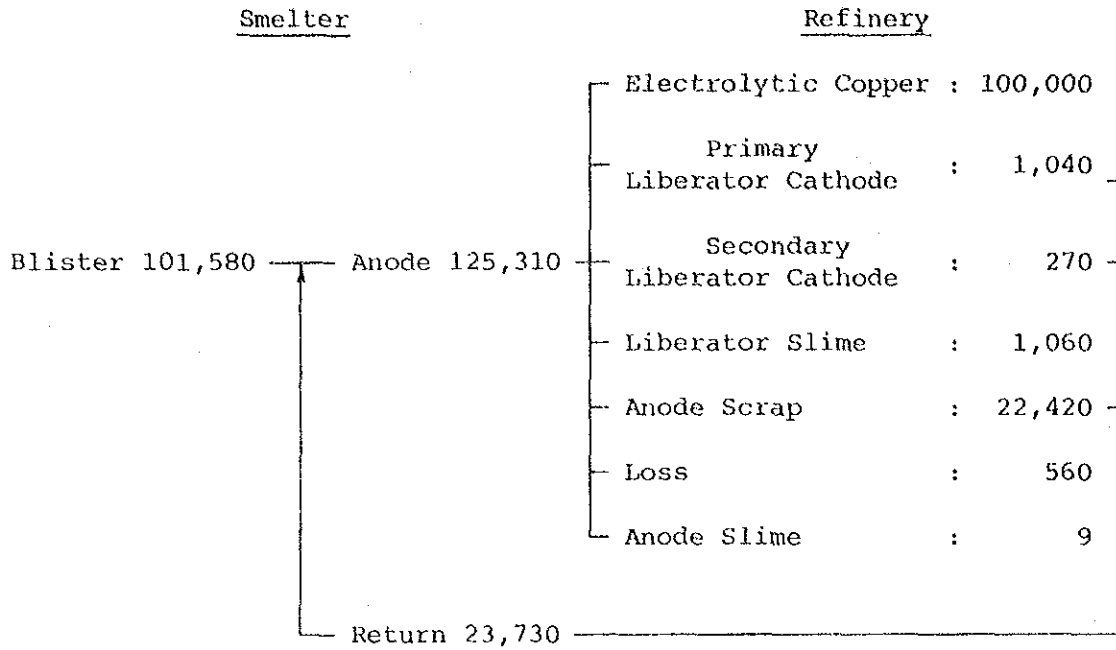 Smelter Refinery
Electrolytic Copper : 100,000
Primary
Liberator Cathode : 1,040
Secondary
Blister 101,580 Anode 125,310 Liberator Cathode : 270
Liberator Slime : 1,060
Anode Scrap : 22,420
Loss : 560
Anode Slime : 9
Return 23,730